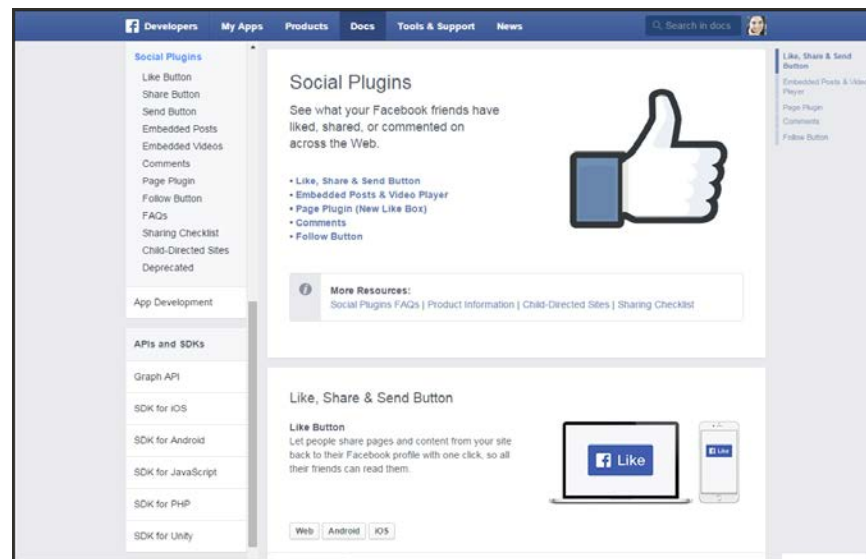 Developers My Apps Products Docs Tools & Support News Search in docs
Social Plugins
Like Button
Share Button
Send Button
Embedded Posts
Embedded Videos
Comments
Page Plugin
Follow Button
FAQs
Sharing Checklist
Child-Directed Sites
Deprecated
App Development
APIs and SDKs
Graph API
SDK for iOS
SDK for Android
SDK for JavaScript
SDK for PHP
SDK for Unity
Social Plugins
See what your Facebook friends have
liked, shared, or commented on
across the Web.
• Like, Share & Send Button
• Embedded Posts & Video Player
• Page Plugin (New Like Box)
• Comments
• Follow Button
More Resources:
Social Plugins FAQs | Product Information | Child-Directed Sites | Sharing Checklist
Like, Share & Send Button
Like Button
Let people share pages and content from your site
back to their Facebook profile with one click, so all
their friends can read them.
Like
Like
Web Android iOS
Like, Share & Send
Button
Embedded Posts & Video
Player
Page Plugin
Comments
Follow Button